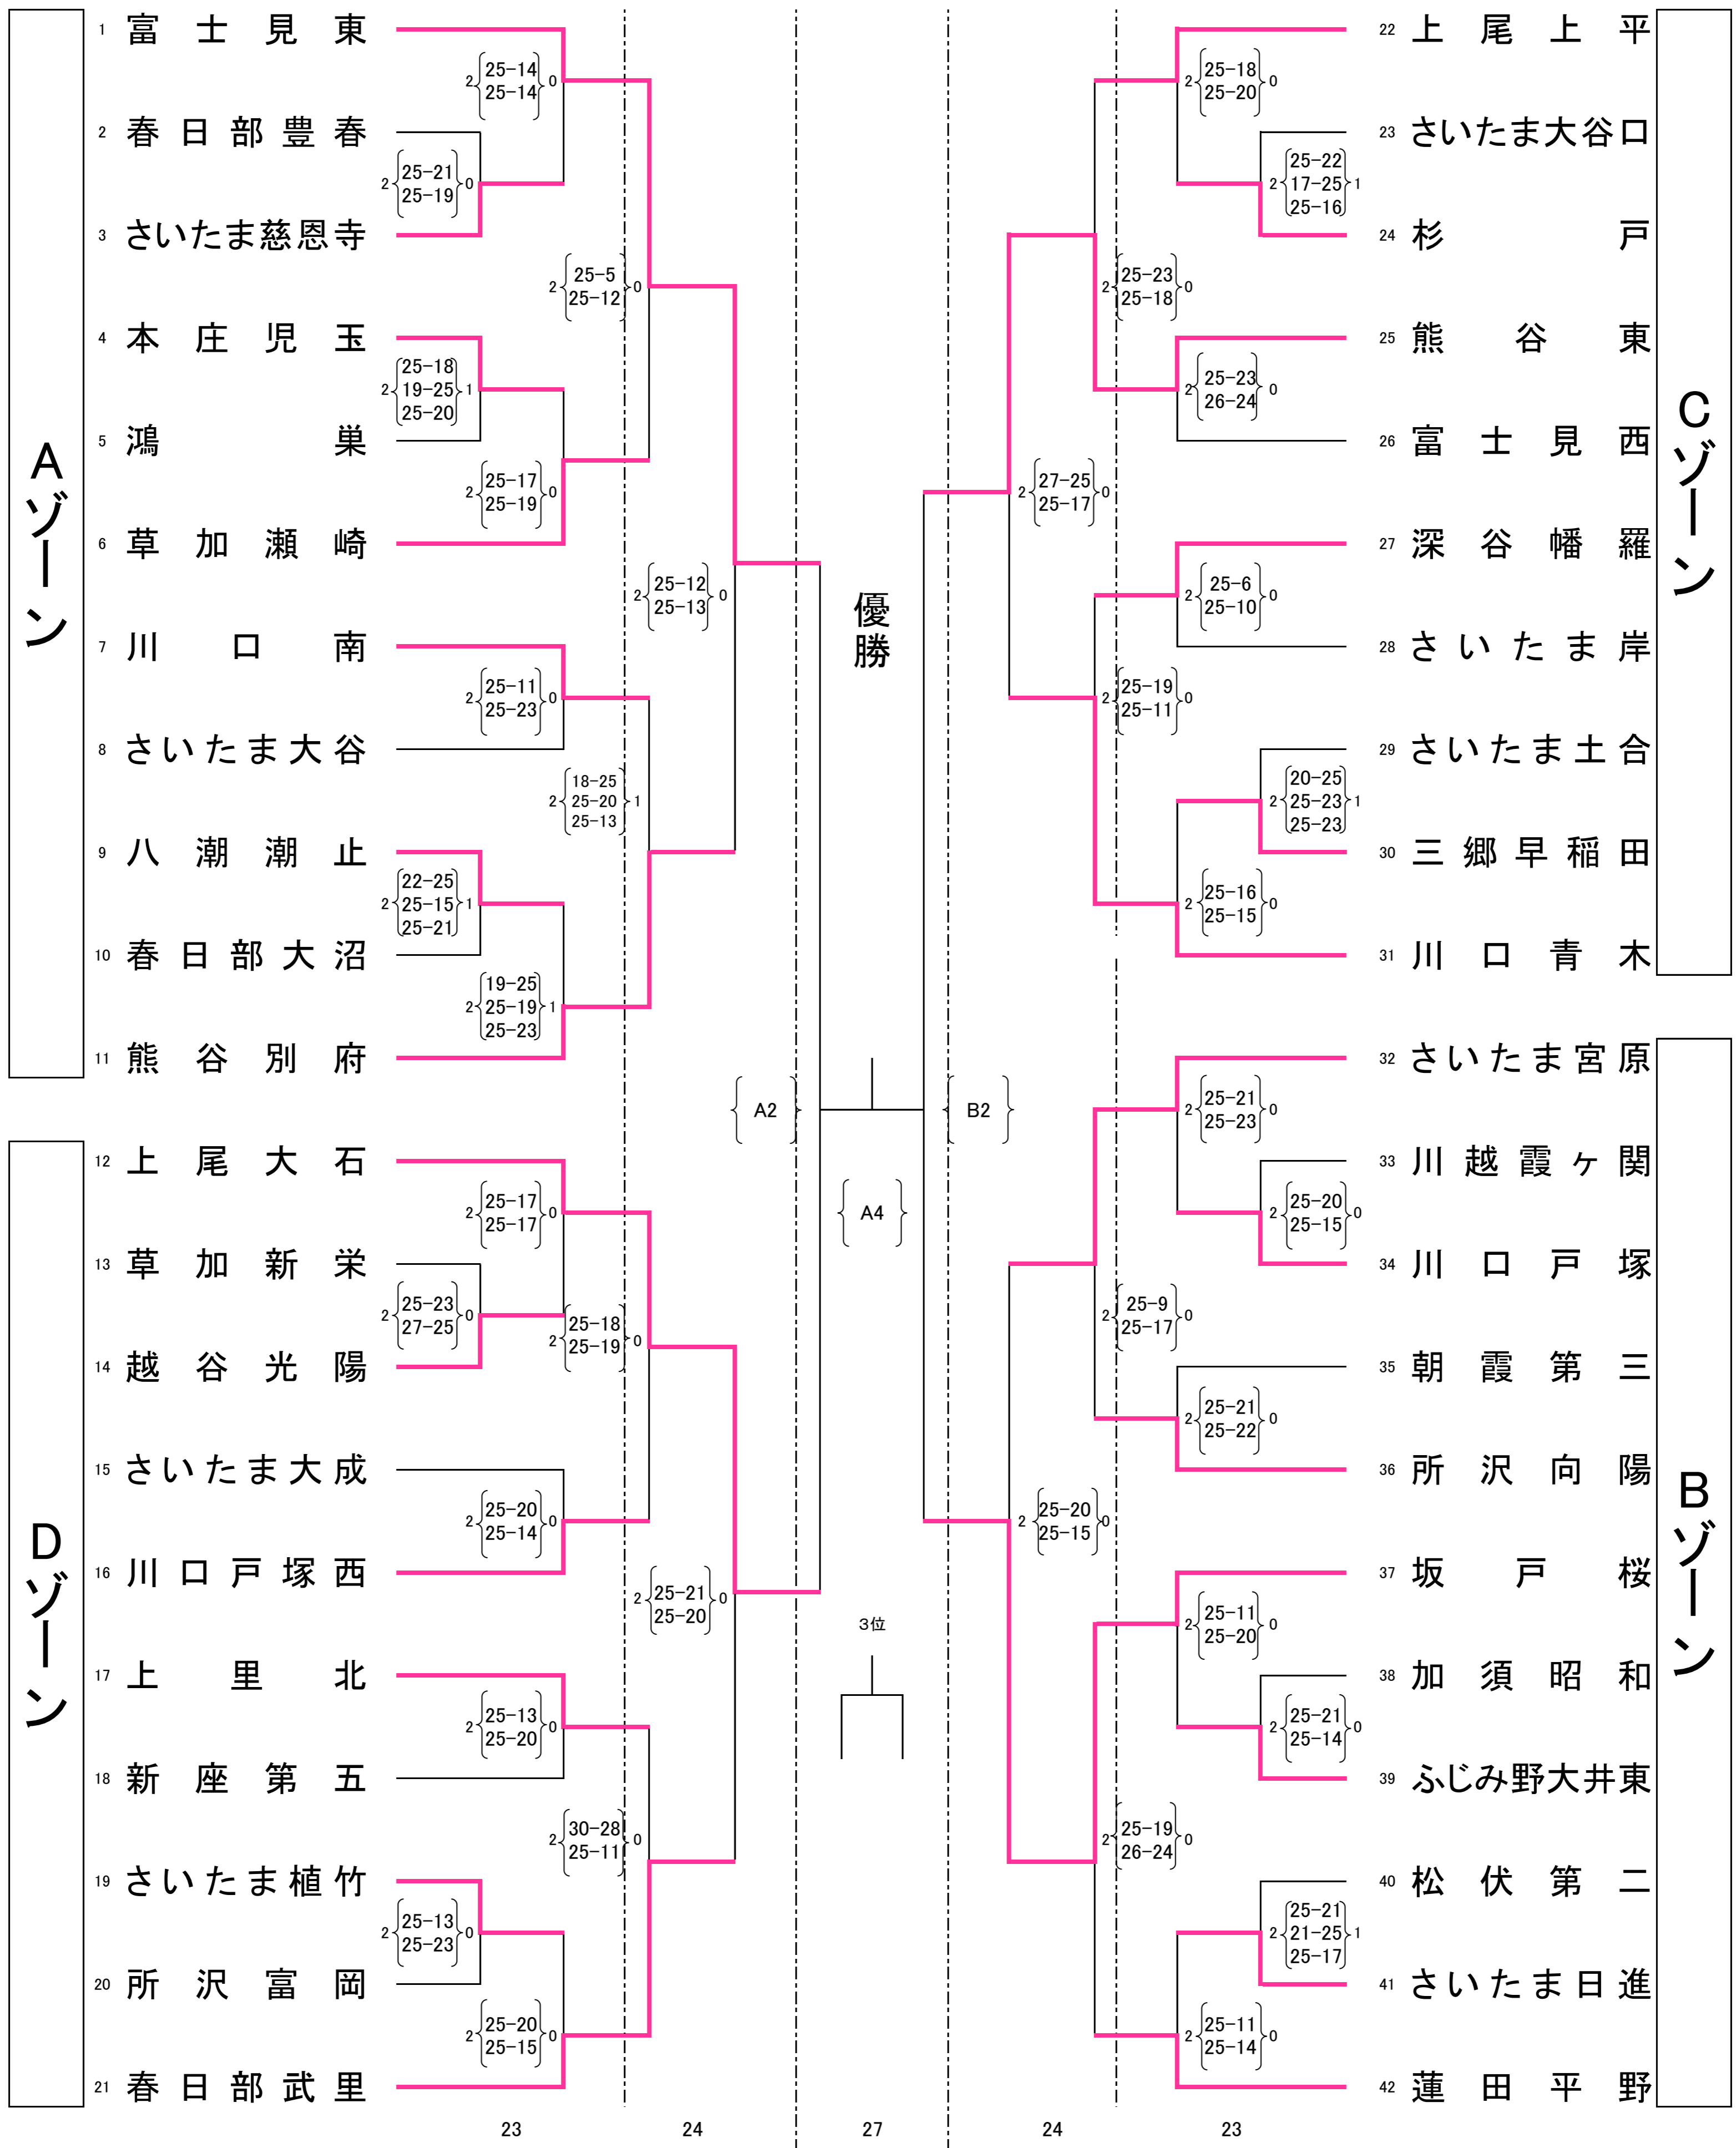 Aゾーン
1 富士見東
2 春日部豊春
3 さいたま慈恩寺
4 本庄児玉
5 鴻巣
6 草加瀬崎
7 川口南
8 さいたま大谷
9 八潮潮止
10 春日部大沼
11 熊谷別府
2 25-14 0
25-14
2 25-21 0
25-19
2 25-5 0
25-12
25-18
2 19-25 1
25-20
2 25-17 0
25-19
2 25-12 0
25-13
2 25-11 0
25-23
18-25
2 25-20 1
25-13
22-25
2 25-15 1
25-21
19-25
2 25-19 1
25-23
Dゾーン
12 上尾大石
13 草加新栄
14 越谷光陽
15 さいたま大成
16 川口戸塚西
17 上里北
18 新座第五
19 さいたま植竹
20 所沢富岡
21 春日部武里
2 25-17 0
25-17
2 25-23 0
27-25
2 25-18 0
25-19
2 25-20 0
25-14
2 25-21 0
25-20
2 25-13 0
25-20
2 30-28 0
25-11
2 25-13 0
25-23
2 25-20 0
25-15
優勝
A2
B2
A4
3位
Cゾーン
22 上尾上平
23 さいたま大谷口
24 杉戸
25 熊谷東
26 富士見西
27 深谷幡羅
28 さいたま岸
29 さいたま土合
30 三郷早稲田
31 川口青木
2 25-18 0
25-20
25-22
2 17-25 1
25-16
2 25-23 0
25-18
2 25-23 0
26-24
2 27-25 0
25-17
2 25-6 0
25-10
2 25-19 0
25-11
20-25
2 25-23 1
25-23
2 25-16 0
25-15
Bゾーン
32 さいたま宮原
33 川越霞ヶ関
34 川口戸塚
35 朝霞第三
36 所沢向陽
37 坂戸桜
38 加須昭和
39 ふじみ野大井東
40 松伏第二
41 さいたま日進
42 蓮田平野
2 25-21 0
25-23
2 25-20 0
25-15
2 25-9 0
25-17
2 25-21 0
25-22
2 25-20 0
25-15
2 25-11 0
25-20
2 25-21 0
25-14
2 25-19 0
26-24
25-21
2 21-25 1
25-17
2 25-11 0
25-14
23 24 27 24 23